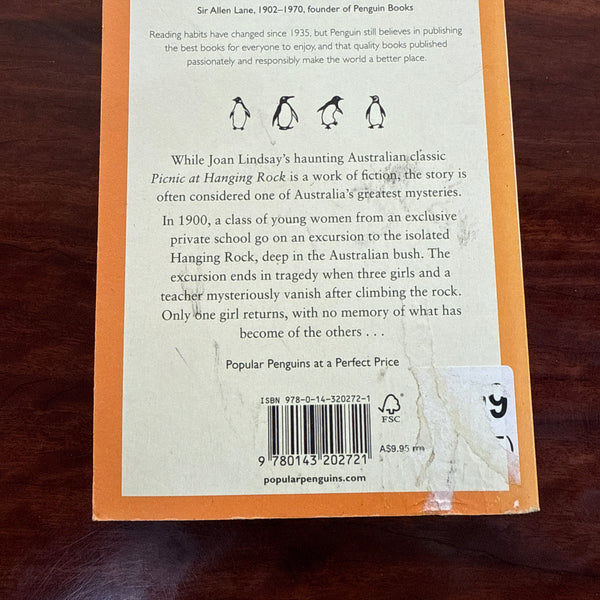 Sir Allen Lane, 1902–1970, founder of Penguin Books
Reading habits have changed since 1935, but Penguin still believes in publishing
the best books for everyone to enjoy, and that quality books published
passionately and responsibly make the world a better place.
While Joan Lindsay's haunting Australian classic
Picnic at Hanging Rock is a work of fiction, the story is
often considered one of Australia's greatest mysteries.
In 1900, a class of young women from an exclusive
private school go on an excursion to the isolated
Hanging Rock, deep in the Australian bush. The
excursion ends in tragedy when three girls and a
teacher mysteriously vanish after climbing the rock.
Only one girl returns, with no memory of what has
become of the others . . .
Popular Penguins at a Perfect Price
ISBN 978-0-14-320272-1
FSC
A$9.95
9 780143 202721
popularpenguins.com